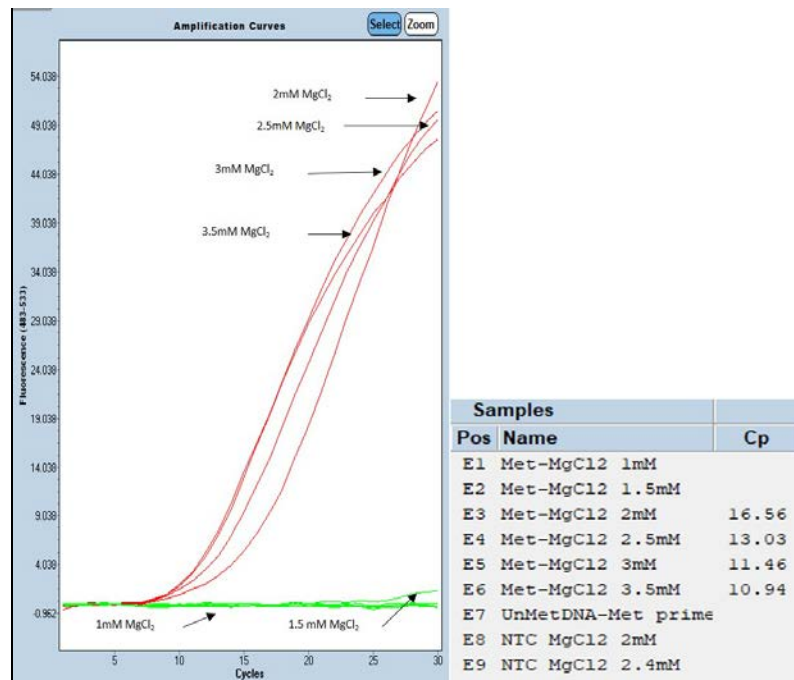 Amplification Curves
Select Zoom
Fluorescence (483-533)
54.038
49.038
44.038
39.038
34.038
29.038
24.038
19.038
14.038
9.038
4.038
-0.962
2mM MgCl₂
2.5mM MgCl₂
3mM MgCl₂
3.5mM MgCl₂
1mM MgCl₂
1.5 mM MgCl₂
5 10 15 20 25 30
Cycles
Samples
Pos Name Cp
E1 Met-MgCl2 1mM
E2 Met-MgCl2 1.5mM
E3 Met-MgCl2 2mM 16.56
E4 Met-MgCl2 2.5mM 13.03
E5 Met-MgCl2 3mM 11.46
E6 Met-MgCl2 3.5mM 10.94
E7 UnMetDNA-Met prime
E8 NTC MgCl2 2mM
E9 NTC MgCl2 2.4mM